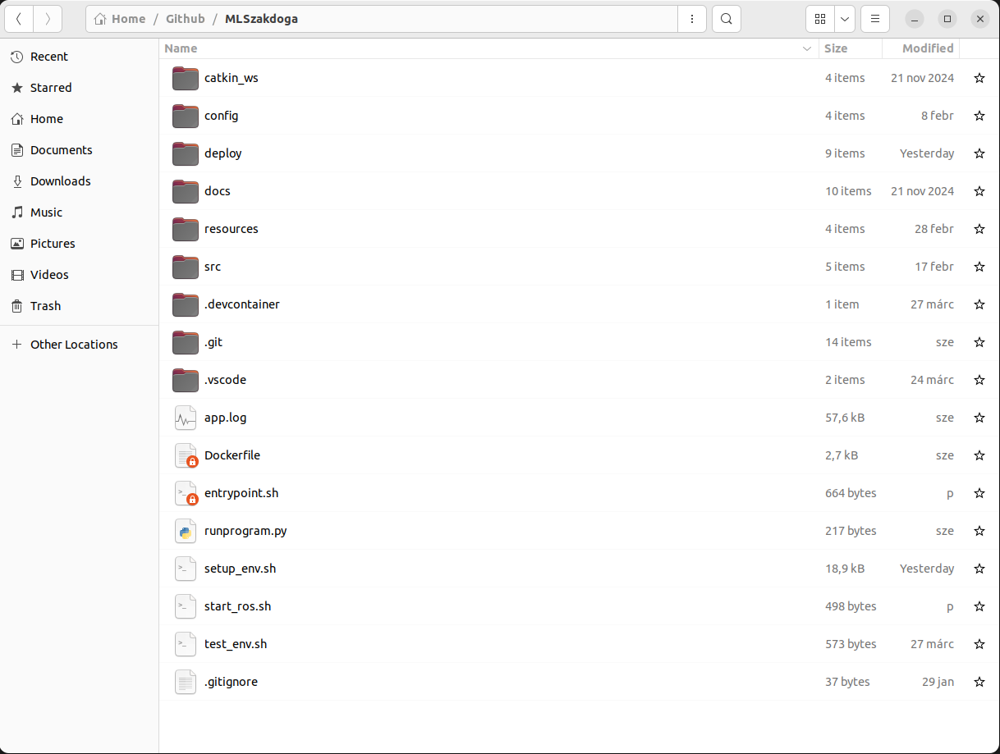 Home / Github / MLSzakdoga
Recent
Starred
Home
Documents
Downloads
Music
Pictures
Videos
Trash
Other Locations
Name Size Modified
catkin_ws 4 items 21 nov 2024
config 4 items 8 febr
deploy 9 items Yesterday
docs 10 items 21 nov 2024
resources 4 items 28 febr
src 5 items 17 febr
.devcontainer 1 item 27 márc
.git 14 items sze
.vscode 2 items 24 márc
app.log 57,6 kB sze
Dockerfile 2,7 kB sze
entrypoint.sh 664 bytes p
runprogram.py 217 bytes sze
setup_env.sh 18,9 kB Yesterday
start_ros.sh 498 bytes p
test_env.sh 573 bytes 27 márc
.gitignore 37 bytes 29 jan